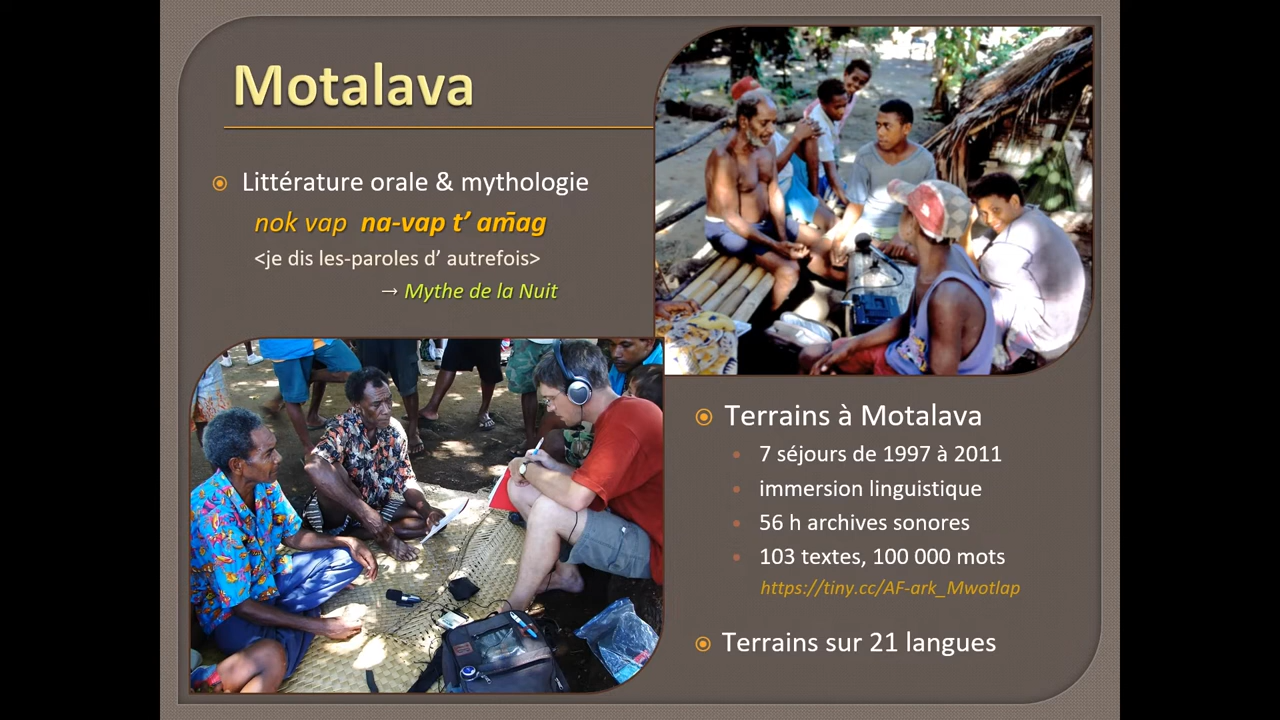 Motalava
Littérature orale & mythologie
nok vap na-vap t’ am̄ag
<je dis les-paroles d’ autrefois>
→ Mythe de la Nuit
Terrains à Motalava
7 séjours de 1997 à 2011
immersion linguistique
56 h archives sonores
103 textes, 100 000 mots
https://tiny.cc/AF-ark_Mwotlap
Terrains sur 21 langues